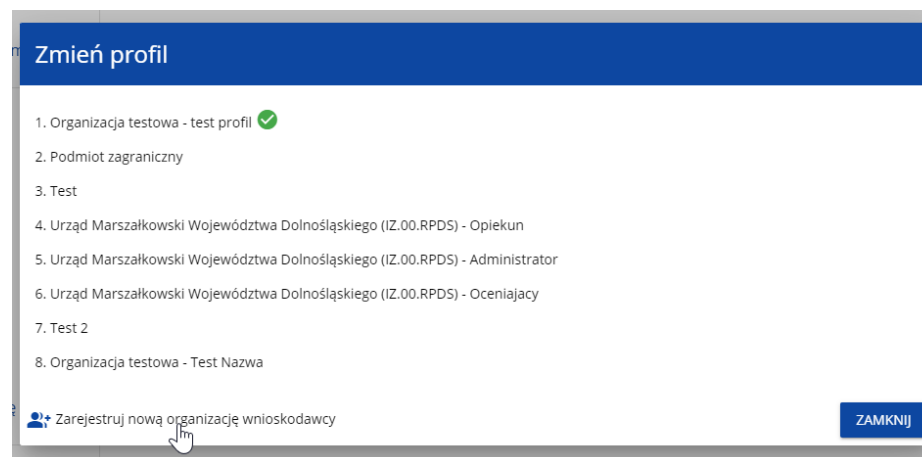 Zmień profil
1. Organizacja testowa - test profil
2. Podmiot zagraniczny
3. Test
4. Urząd Marszałkowski Województwa Dolnośląskiego (IZ.00.RPDS) - Opiekun
5. Urząd Marszałkowski Województwa Dolnośląskiego (IZ.00.RPDS) - Administrator
6. Urząd Marszałkowski Województwa Dolnośląskiego (IZ.00.RPDS) - Oceniajacy
7. Test 2
8. Organizacja testowa - Test Nazwa
Zarejestruj nową organizację wnioskodawcy
ZAMKNIJ